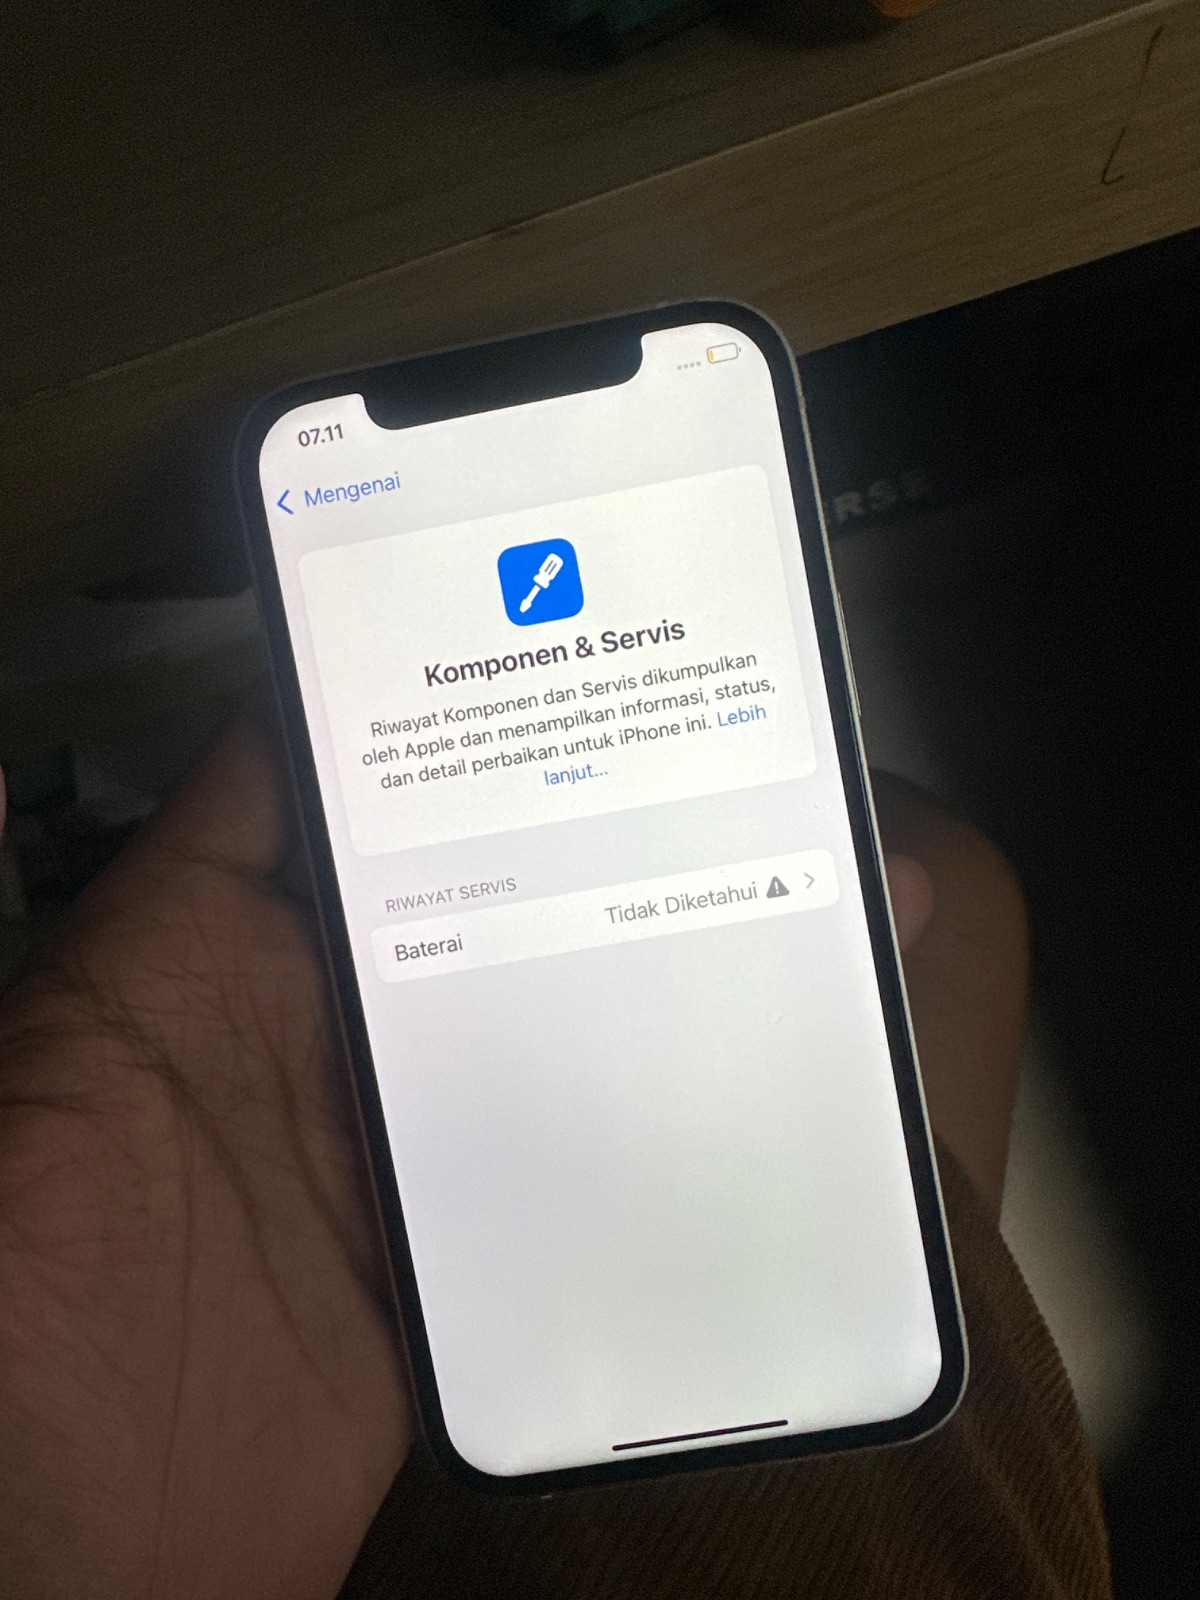 07.11
Mengenai
Komponen & Servis
Riwayat Komponen dan Servis dikumpulkan
oleh Apple dan menampilkan informasi, status,
dan detail perbaikan untuk iPhone ini. Lebih
lanjut...
RIWAYAT SERVIS
Baterai Tidak Diketahui